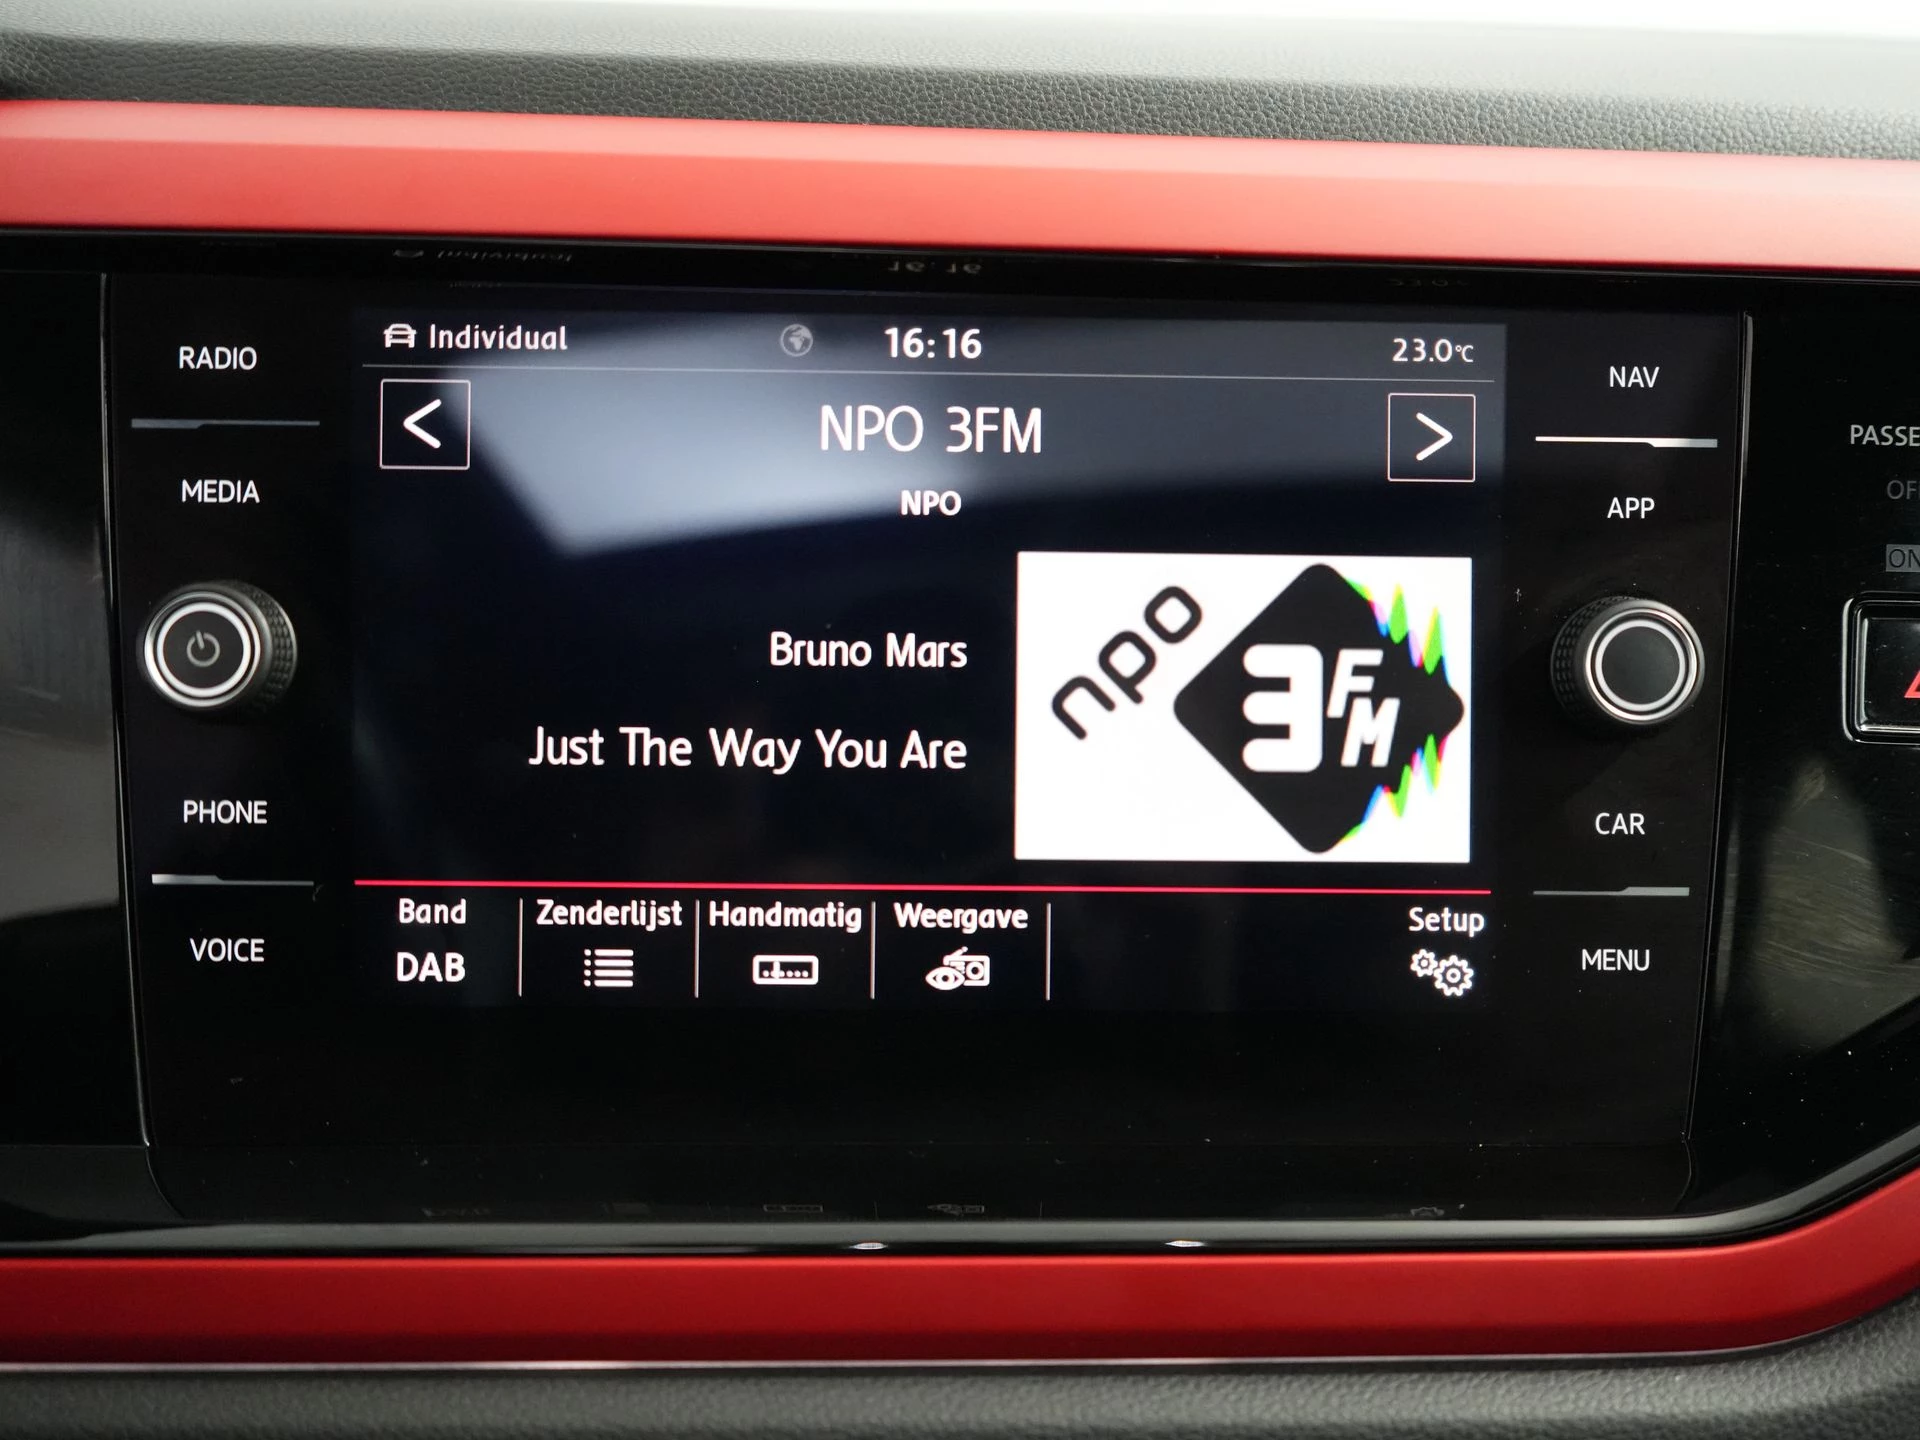 RADIO
MEDIA
PHONE
VOICE
Individual
16:16
23.0°C
<
NPO 3FM
>
NPO
Bruno Mars
Just The Way You Are
npo
3FM
Band
DAB
Zenderlijst
Handmatig
Weergave
Setup
NAV
APP
CAR
MENU
PASSE
OF
ON